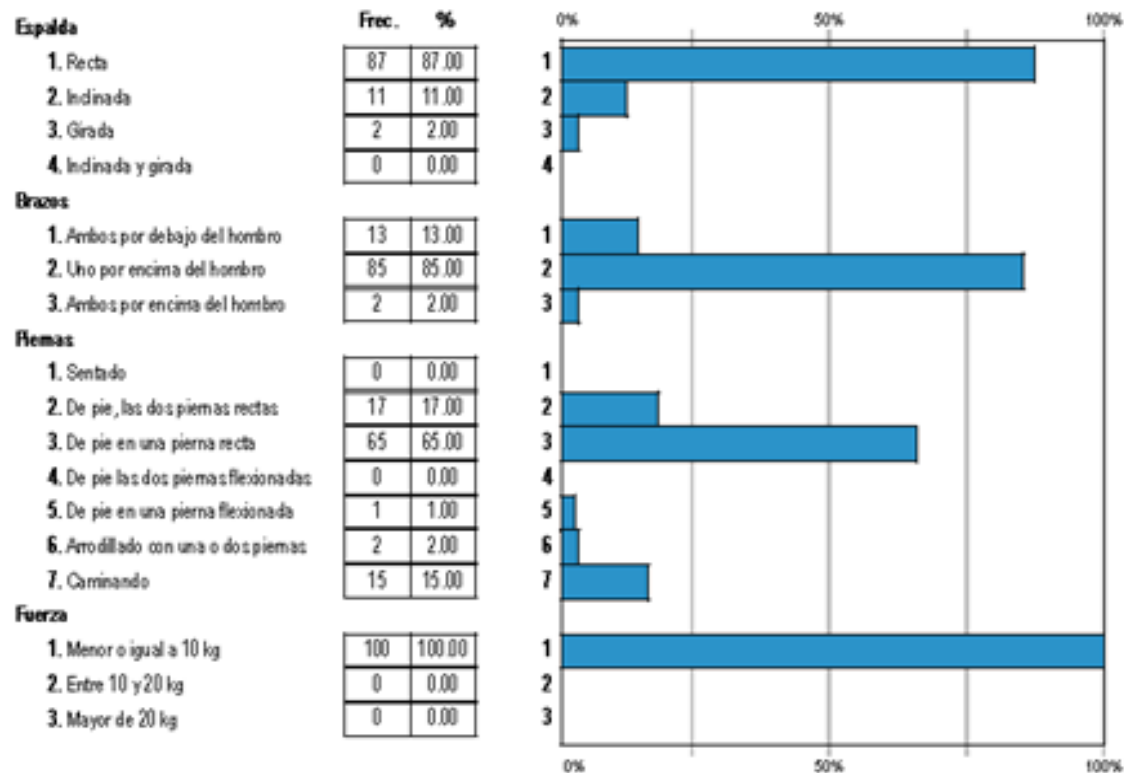 Frec. % 0% 50% 100%
Espalda
1. Recta 87 87.00 1
2. Inclinada 11 11.00 2
3. Girada 2 2.00 3
4. Inclinada y girada 0 0.00 4
Brazos
1. Ambos por debajo del hombro 13 13.00 1
2. Uno por encima del hombro 85 85.00 2
3. Ambos por encima del hombro 2 2.00 3
Piernas
1. Sentado 0 0.00 1
2. De pie, las dos piernas rectas 17 17.00 2
3. De pie en una pierna recta 65 65.00 3
4. De pie las dos piernas flexionadas 0 0.00 4
5. De pie en una pierna flexionada 1 1.00 5
6. Arrodillado con una o dos piernas 2 2.00 6
7. Caminando 15 15.00 7
Fuerza
1. Menor o igual a 10 kg 100 100.00 1
2. Entre 10 y 20 kg 0 0.00 2
3. Mayor de 20 kg 0 0.00 3
0% 50% 100%